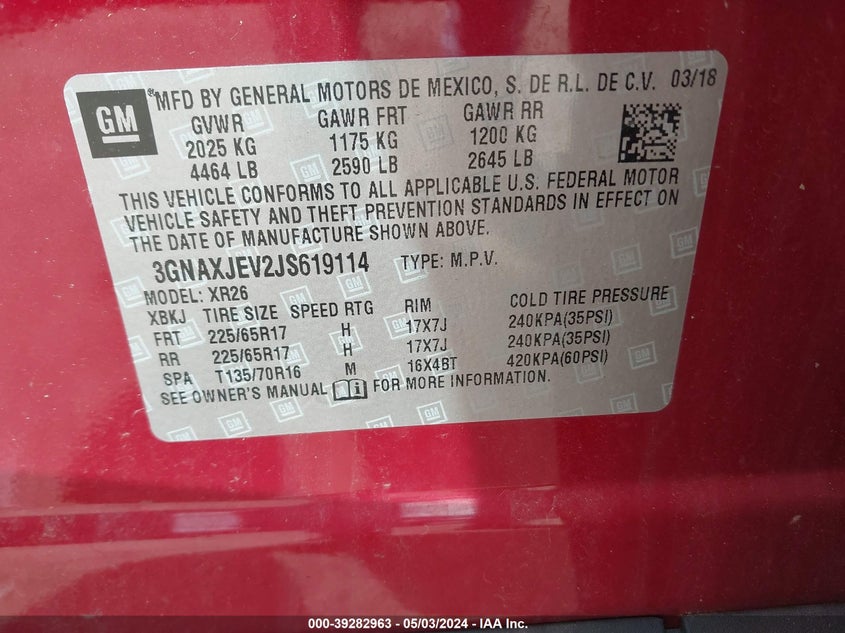 GM
MFD BY GENERAL MOTORS DE MEXICO, S. DE R.L. DE C.V. 03/18
GVWR GAWR FRT GAWR RR
2025 KG 1175 KG 1200 KG
4464 LB 2590 LB 2645 LB
THIS VEHICLE CONFORMS TO ALL APPLICABLE U.S. FEDERAL MOTOR
VEHICLE SAFETY AND THEFT PREVENTION STANDARDS IN EFFECT ON
THE DATE OF MANUFACTURE SHOWN ABOVE.
3GNAXJEV2JS619114 TYPE: M.P.V.
MODEL: XR26
XBKJ TIRE SIZE SPEED RTG RIM COLD TIRE PRESSURE
FRT 225/65R17 H 17X7J 240KPA(35PSI)
RR 225/65R17 H 17X7J 240KPA(35PSI)
SPA T135/70R16 M 16X4BT 420KPA(60PSI)
SEE OWNER'S MANUAL FOR MORE INFORMATION.
000-39282963 - 05/03/2024 - IAA Inc.